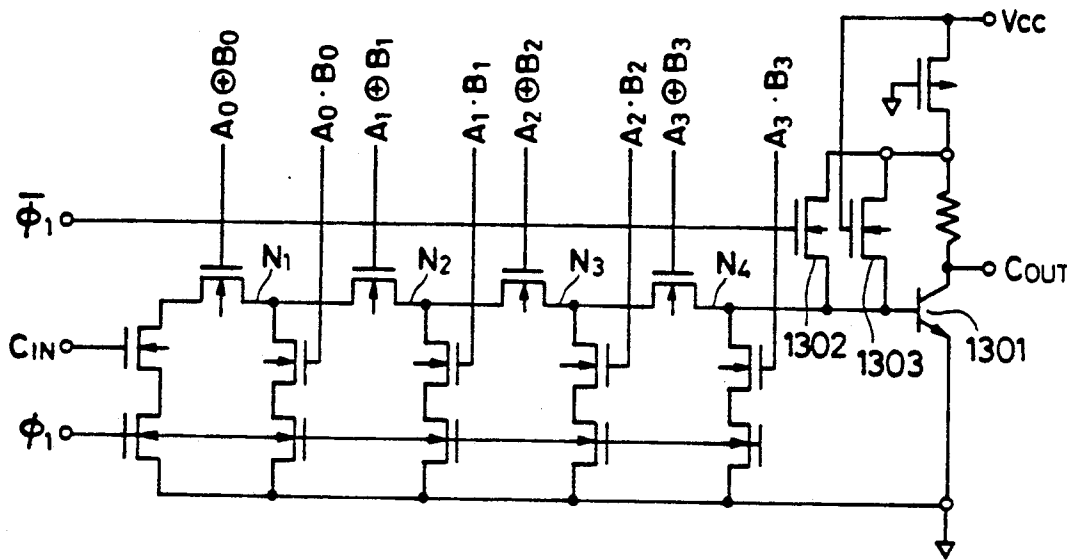 VCC
A0⊕B0
A0·B0
A1⊕B1
A1·B1
A2⊕B2
A2·B2
A3⊕B3
A3·B3
ϕ̅1
N1
N2
N3
N4
COUT
CIN
1302
1303
1301
ϕ1